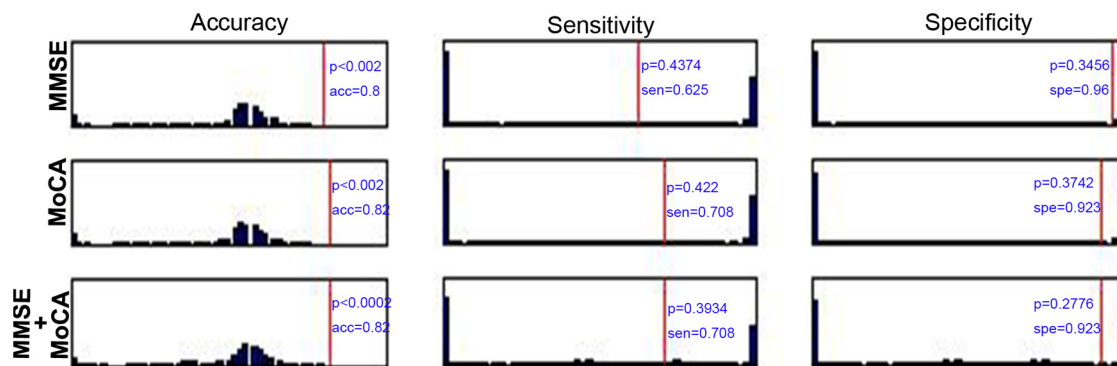 Accuracy
Sensitivity
Specificity
MMSE
p<0.002
acc=0.8
p=0.4374
sen=0.625
p=0.3456
spe=0.96
MoCA
p<0.002
acc=0.82
p=0.422
sen=0.708
p=0.3742
spe=0.923
MMSE
+
MoCA
p<0.0002
acc=0.82
p=0.3934
sen=0.708
p=0.2776
spe=0.923